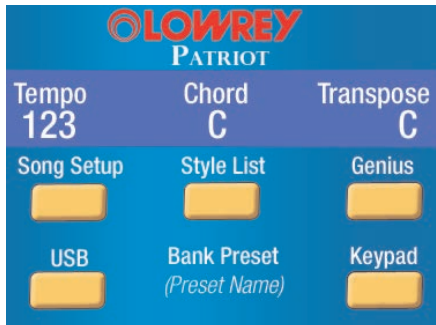 LOWREY
PATRIOT
Tempo Chord Transpose
123 C C
Song Setup Style List Genius
USB Bank Preset Keypad
(Preset Name)